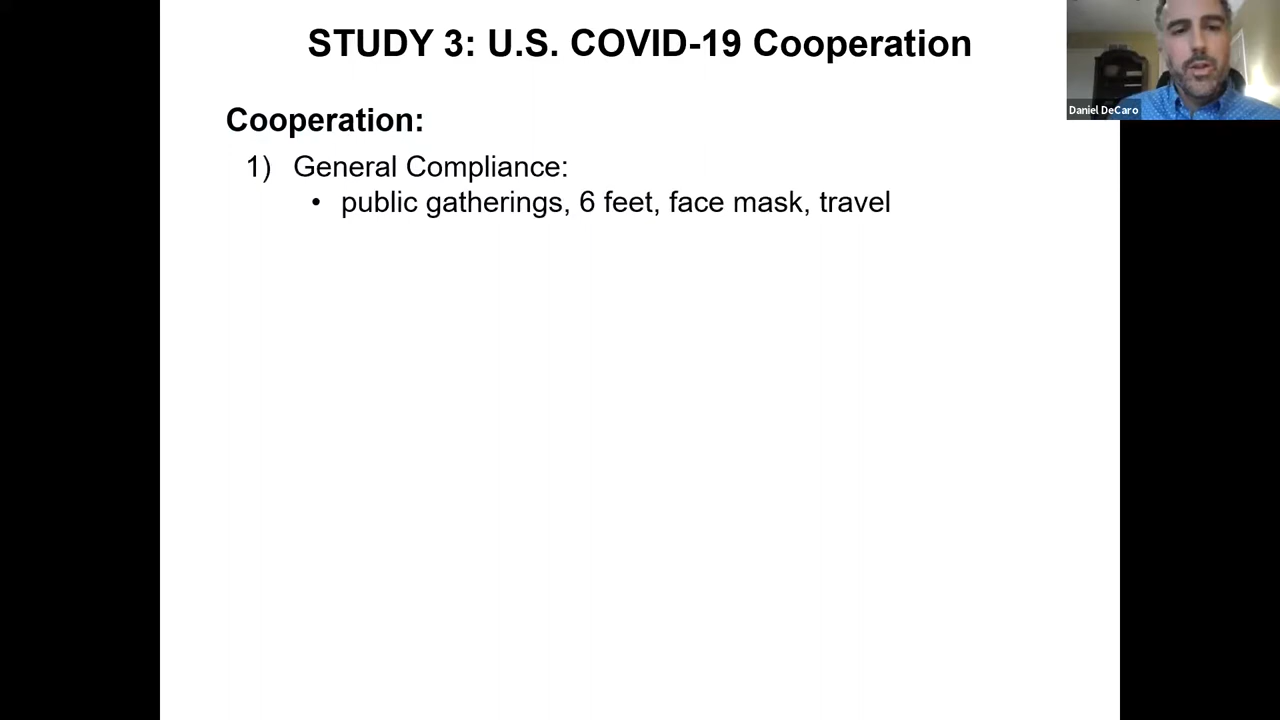 STUDY 3: U.S. COVID-19 Cooperation
Daniel DeCaro
Cooperation:
1) General Compliance:
• public gatherings, 6 feet, face mask, travel